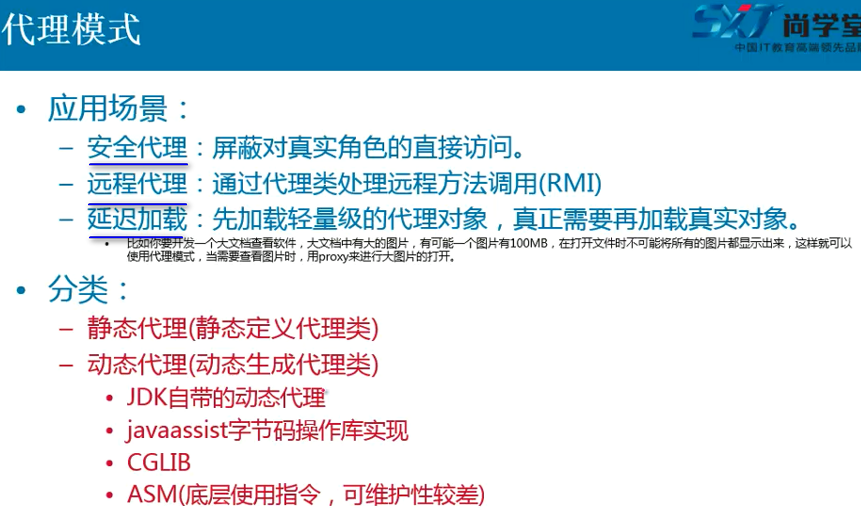 代理模式
SXT 尚学堂
中国IT教育高端领先品
• 应用场景：
– 安全代理：屏蔽对真实角色的直接访问。
– 远程代理：通过代理类处理远程方法调用(RMI)
– 延迟加载：先加载轻量级的代理对象，真正需要再加载真实对象。
• 比如你要开发一个大文档查看软件，大文档中有大的图片，有可能一个图片有100MB，在打开文件时不可能将所有的图片都显示出来，这样就可以
使用代理模式，当需要查看图片时，用proxy来进行大图片的打开。
• 分类：
– 静态代理(静态定义代理类)
– 动态代理(动态生成代理类)
• JDK自带的动态代理
• javaassist字节码操作库实现
• CGLIB
• ASM(底层使用指令，可维护性较差)